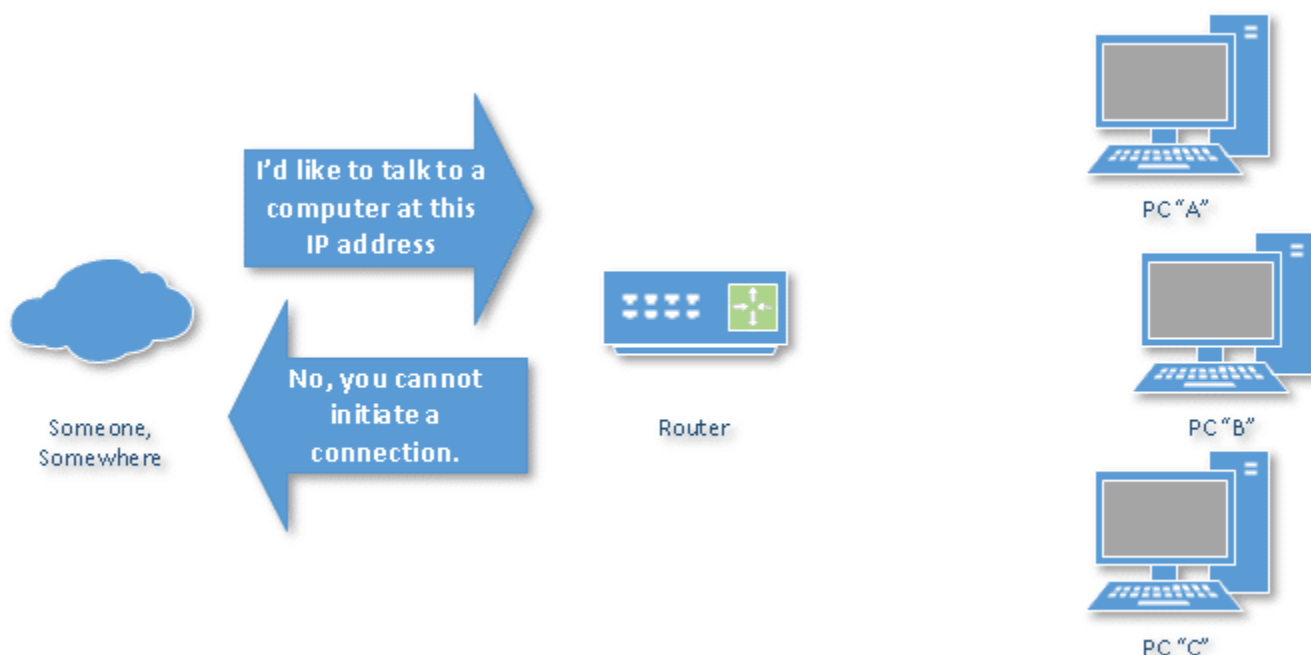 I’d like to talk to a
computer at this
IP address
No, you cannot
initiate a
connection.
Someone,
Somewhere
Router
PC “A”
PC “B”
PC “C”